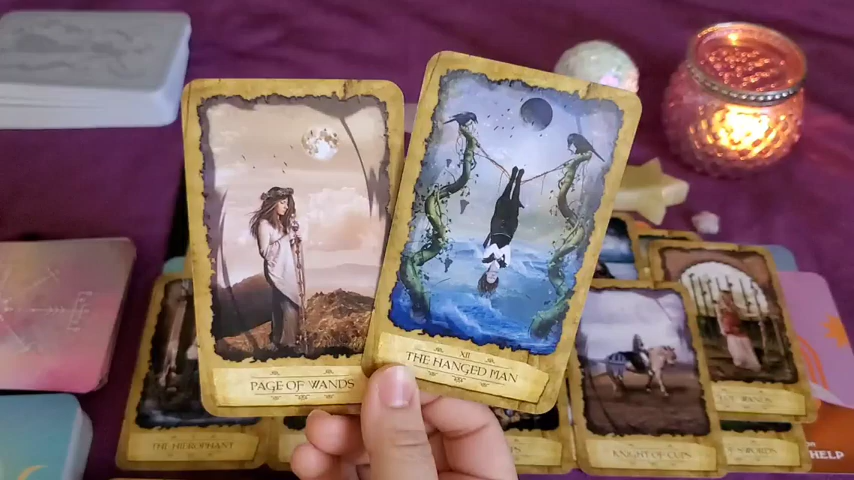 PAGE OF WANDS
XII
THE HANGED MAN
THE HIEROPHANT
KNIGHT OF CUPS
HELP